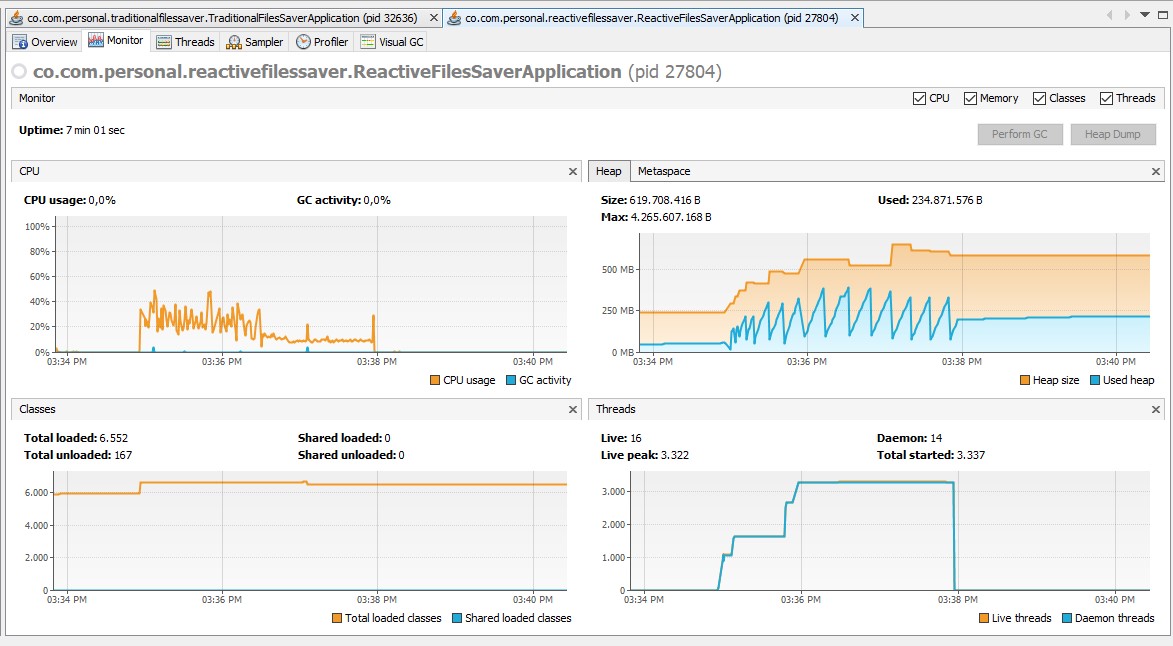 co.com.personal.traditionalfilessaver.TraditionalFilesSaverApplication (pid 32636) co.com.personal.reactivefilessaver.ReactiveFilesSaverApplication (pid 27804)
Overview Monitor Threads Sampler Profiler Visual GC
co.com.personal.reactivefilessaver.ReactiveFilesSaverApplication (pid 27804)
Monitor CPU Memory Classes Threads
Uptime: 7 min 01 sec Perform GC Heap Dump
CPU
CPU usage: 0,0% GC activity: 0,0%
100%
80%
60%
40%
20%
0%
03:34 PM 03:36 PM 03:38 PM 03:40 PM
CPU usage GC activity
Heap Metaspace
Size: 619.708.416 B Used: 234.871.576 B
Max: 4.265.607.168 B
500 MB
250 MB
0 MB
03:34 PM 03:36 PM 03:38 PM 03:40 PM
Heap size Used heap
Classes
Total loaded: 6.552 Shared loaded: 0
Total unloaded: 167 Shared unloaded: 0
6.000
4.000
2.000
0
03:34 PM 03:36 PM 03:38 PM 03:40 PM
Total loaded classes Shared loaded classes
Threads
Live: 16 Daemon: 14
Live peak: 3.322 Total started: 3.337
3.000
2.000
1.000
0
03:34 PM 03:36 PM 03:38 PM 03:40 PM
Live threads Daemon threads